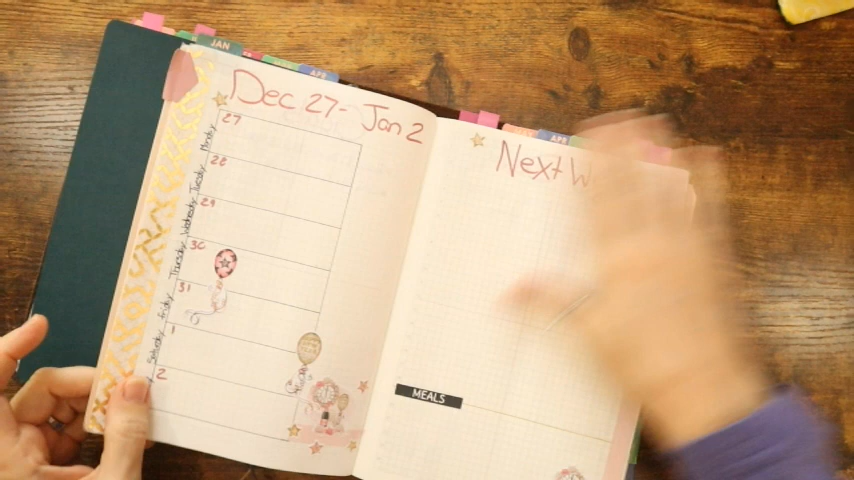 JAN
APR
APR
Dec 27- Jan 2
Next W
Monday 27
Tuesday 28
Wednesday 29
Thursday 30
Friday 31
Saturday 1
2
MEALS